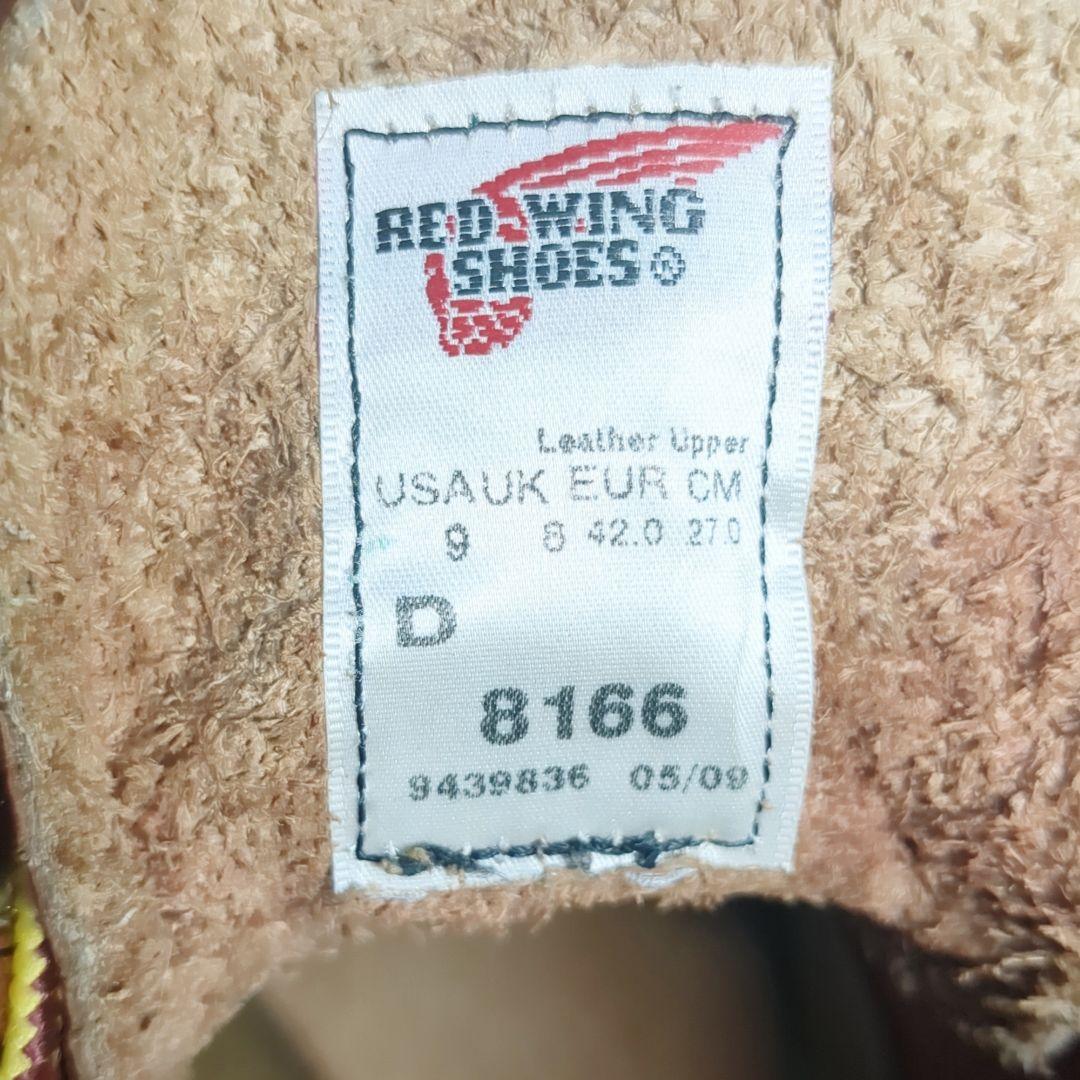 RED WING
SHOES ®
Leather Upper
USA UK EUR CM
9 8 42.0 27.0
D
8166
9439836 05/09